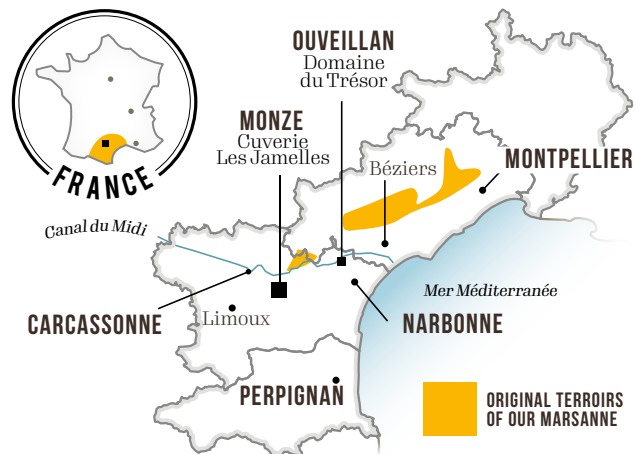 FRANCE
OUVEILLAN
Domaine
du Trésor
MONZE
Cuverie
Les Jamelles
Béziers
MONTPELLIER
Canal du Midi
Mer Méditerranée
CARCASSONNE
Limoux
NARBONNE
PERPIGNAN
ORIGINAL TERROIRS
OF OUR MARSANNE